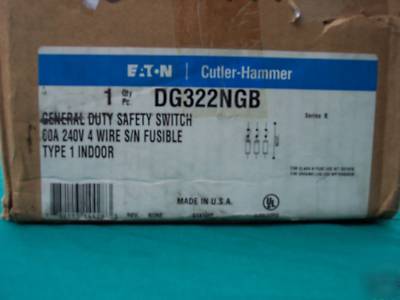 EATON Cutler-Hammer
1 Qty Pc. DG322NGB
GENERAL DUTY SAFETY SWITCH
60A 240V 4 WIRE S/N FUSIBLE
TYPE 1 INDOOR
Series
MADE IN U.S.A.